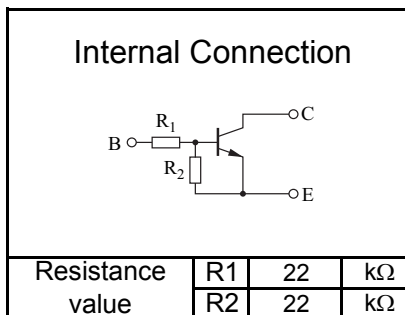 Internal Connection
C
R1
B
R2
E
Resistance value R1 22 kΩ
R2 22 kΩ